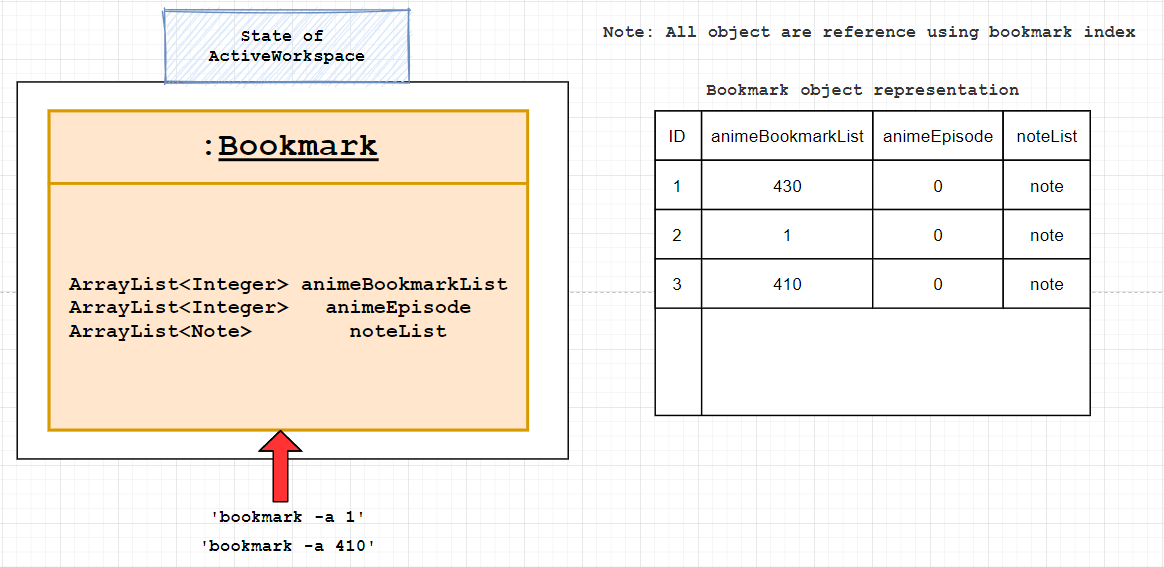 State of
ActiveWorkspace
:Bookmark
ArrayList<Integer> animeBookmarkList
ArrayList<Integer> animeEpisode
ArrayList<Note> noteList
'bookmark -a 1'
'bookmark -a 410'
Note: All object are reference using bookmark index
Bookmark object representation
ID animeBookmarkList animeEpisode noteList
1 430 0 note
2 1 0 note
3 410 0 note